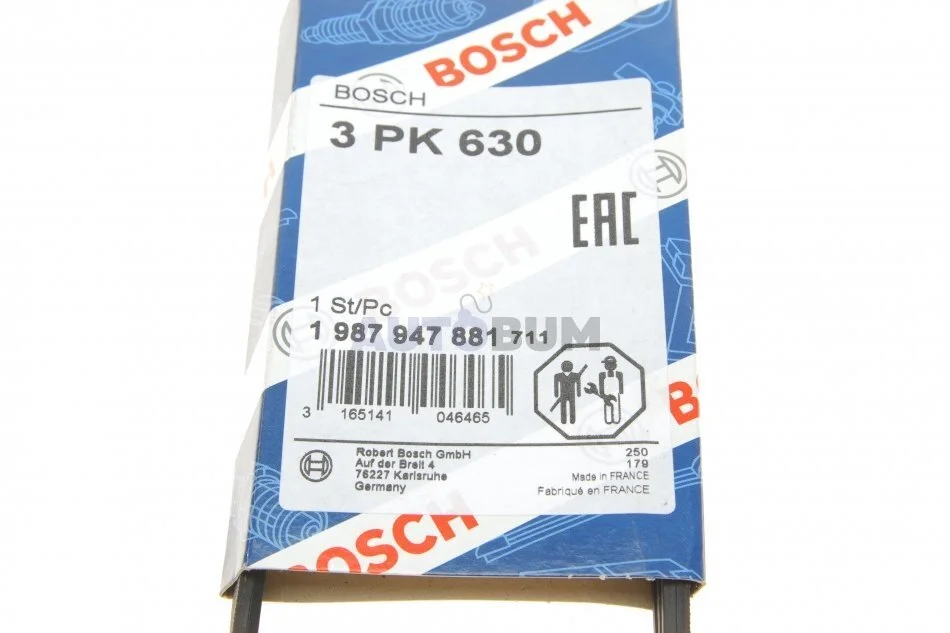 BOSCH
BOSCH
3 PK 630
EAC
BOSCH
1 St/Pc
AUTOBUM
1 987 947 881 711
3 165141 046465
Robert Bosch GmbH
Auf der Breit 4
76227 Karlsruhe
Germany
250
179
Made in FRANCE
Fabriqué en FRANCE
B
BOSCH